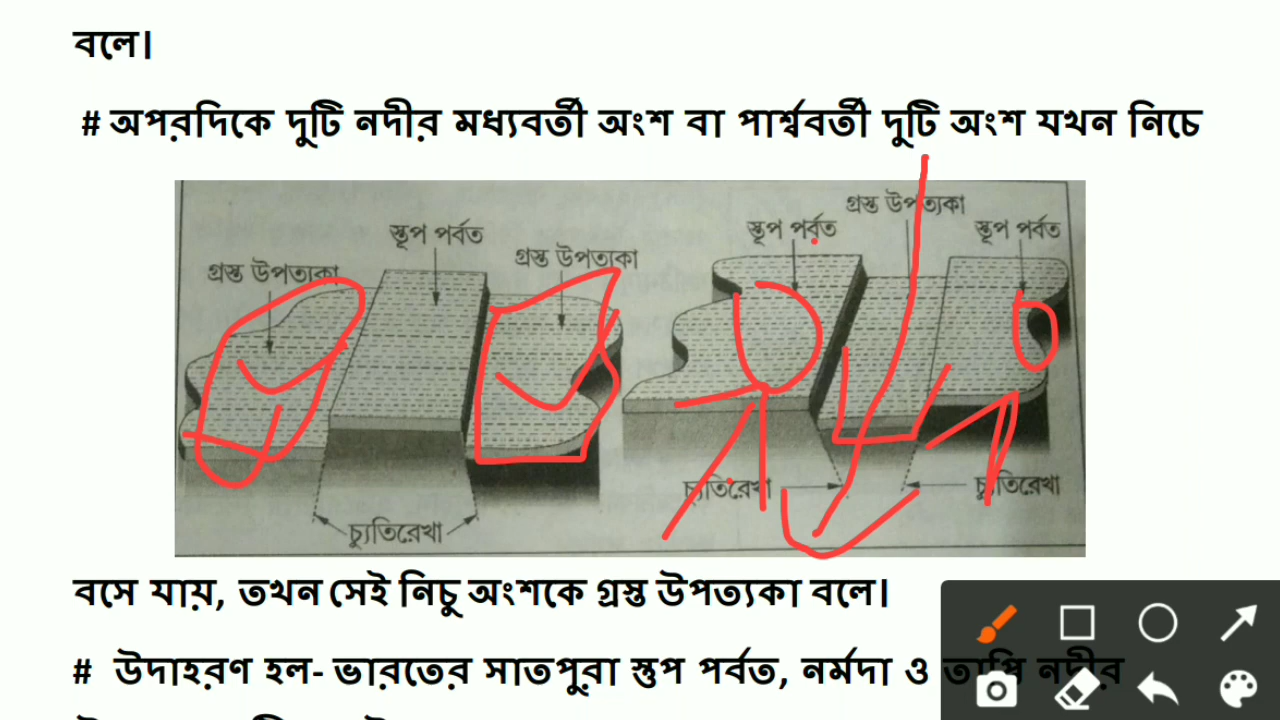 বলে।
# অপরদিকে দুটি নদীর মধ্যবর্তী অংশ বা পার্শ্ববর্তী দুটি অংশ যখন নিচে
গ্রস্ত উপত্যকা
স্তূপ পর্বত
গ্রস্ত উপত্যকা
চ্যুতিরেখা
স্তূপ পর্বত
গ্রস্ত উপত্যকা
স্তূপ পর্বত
চ্যুতিরেখা
চ্যুতিরেখা
বসে যায়, তখন সেই নিচু অংশকে গ্রস্ত উপত্যকা বলে।
# উদাহরণ হল- ভারতের সাতপুরা স্তুপ পর্বত, নর্মদা ও তাপ্তি নদীর